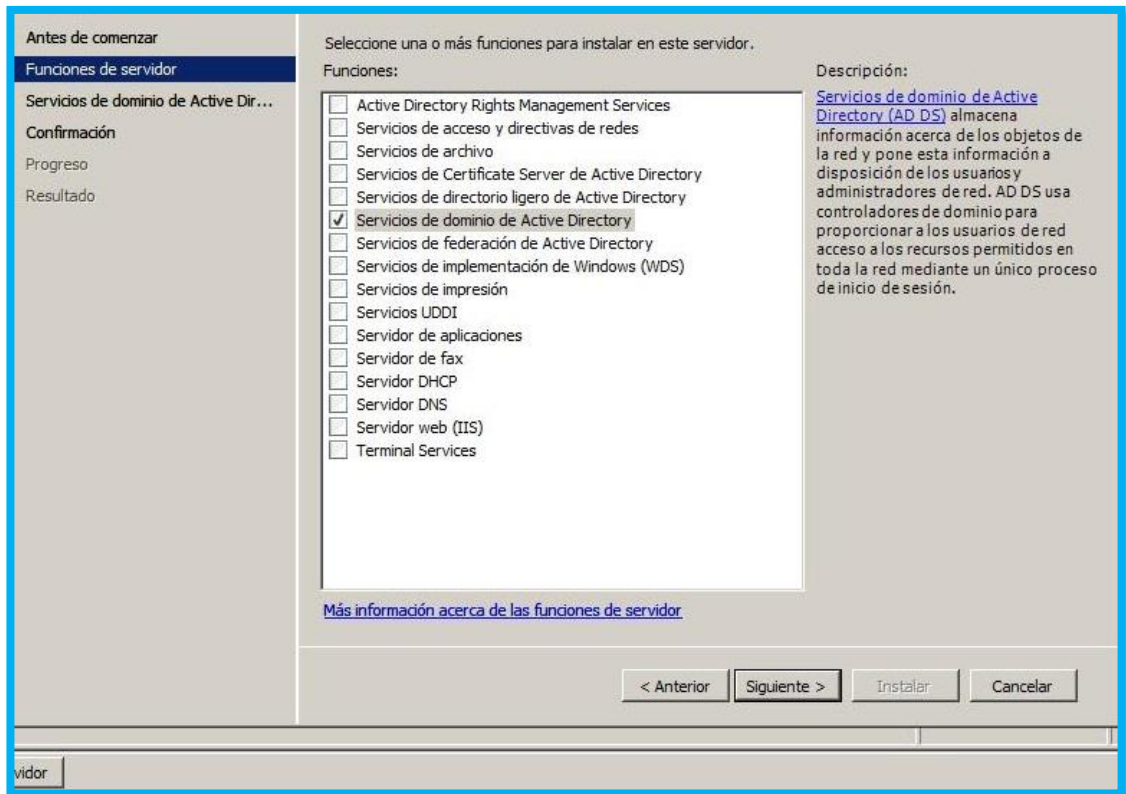 Antes de comenzar
Funciones de servidor
Servicios de dominio de Active Dir...
Confirmación
Progreso
Resultado
Seleccione una o más funciones para instalar en este servidor.
Funciones:
Active Directory Rights Management Services
Servicios de acceso y directivas de redes
Servicios de archivo
Servicios de Certificate Server de Active Directory
Servicios de directorio ligero de Active Directory
Servicios de dominio de Active Directory
Servicios de federación de Active Directory
Servicios de implementación de Windows (WDS)
Servicios de impresión
Servicios UDDI
Servidor de aplicaciones
Servidor de fax
Servidor DHCP
Servidor DNS
Servidor web (IIS)
Terminal Services
Más información acerca de las funciones de servidor
Descripción:
Servicios de dominio de Active
Directory (AD DS) almacena
información acerca de los objetos de
la red y pone esta información a
disposición de los usuarios y
administradores de red. AD DS usa
controladores de dominio para
proporcionar a los usuarios de red
acceso a los recursos permitidos en
toda la red mediante un único proceso
de inicio de sesión.
< Anterior
Siguiente >
Instalar
Cancelar
vidor